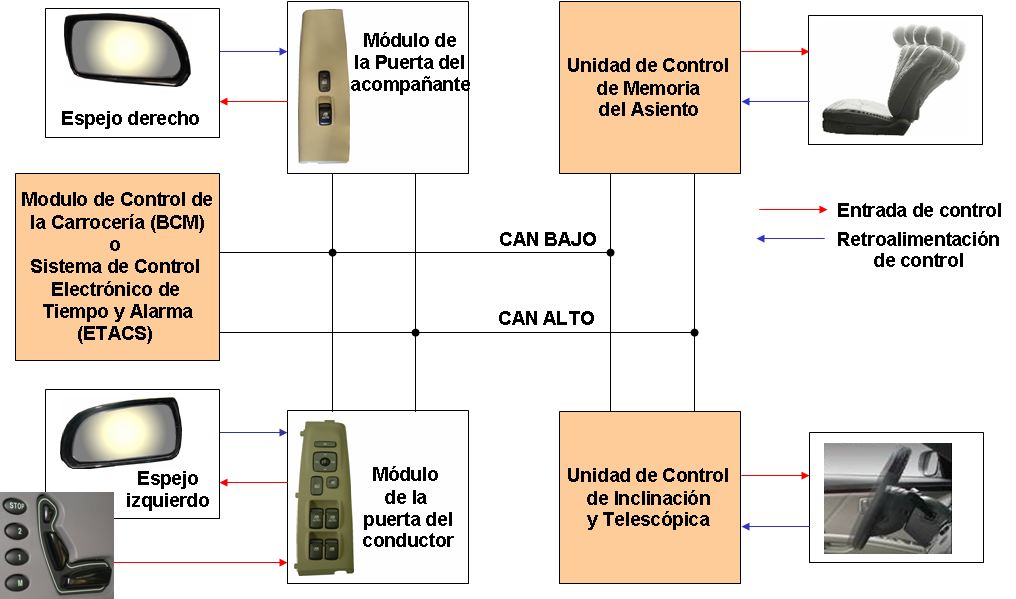 Espejo derecho
Módulo de
la Puerta del
acompañante
Unidad de Control
de Memoria
del Asiento
Modulo de Control de
la Carrocería (BCM)
o
Sistema de Control
Electrónico de
Tiempo y Alarma
(ETACS)
CAN BAJO
CAN ALTO
Entrada de control
Retroalimentación
de control
Espejo
izquierdo
STOP
2
1
M
Módulo
de la
puerta del
conductor
Unidad de Control
de Inclinación
y Telescópica